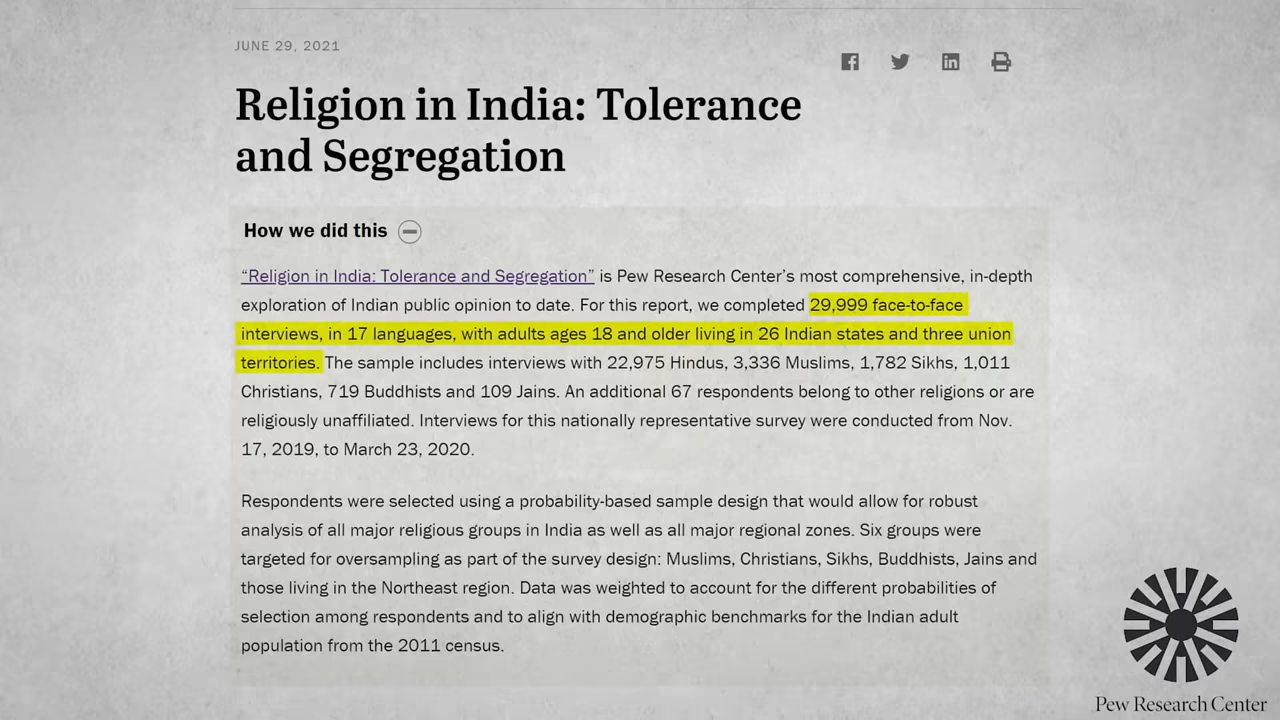 JUNE 29, 2021
Religion in India: Tolerance
and Segregation
How we did this
“Religion in India: Tolerance and Segregation” is Pew Research Center’s most comprehensive, in-depth
exploration of Indian public opinion to date. For this report, we completed 29,999 face-to-face
interviews, in 17 languages, with adults ages 18 and older living in 26 Indian states and three union
territories. The sample includes interviews with 22,975 Hindus, 3,336 Muslims, 1,782 Sikhs, 1,011
Christians, 719 Buddhists and 109 Jains. An additional 67 respondents belong to other religions or are
religiously unaffiliated. Interviews for this nationally representative survey were conducted from Nov.
17, 2019, to March 23, 2020.
Respondents were selected using a probability-based sample design that would allow for robust
analysis of all major religious groups in India as well as all major regional zones. Six groups were
targeted for oversampling as part of the survey design: Muslims, Christians, Sikhs, Buddhists, Jains and
those living in the Northeast region. Data was weighted to account for the different probabilities of
selection among respondents and to align with demographic benchmarks for the Indian adult
population from the 2011 census.
Pew Research Center